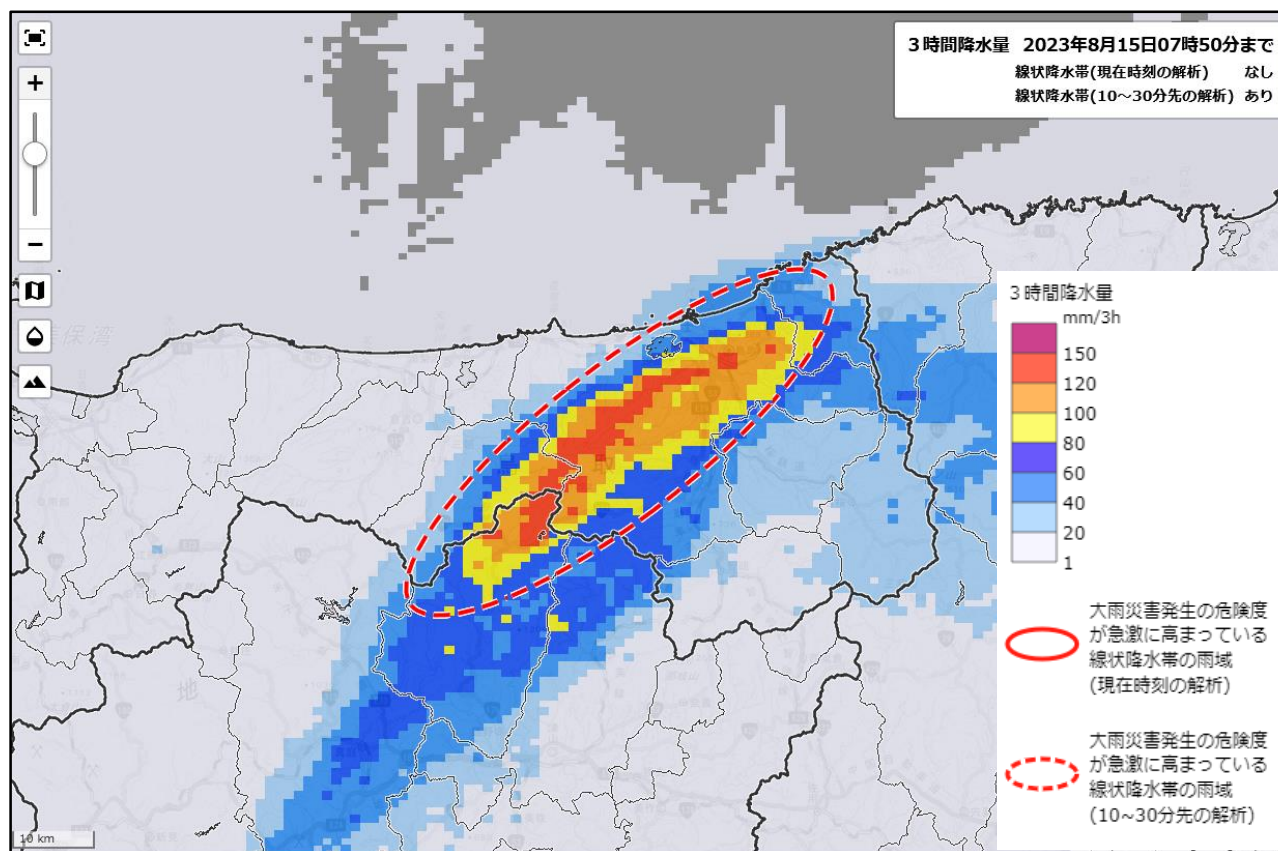 3時間降水量 2023年8月15日07時50分まで
線状降水帯(現在時刻の解析) なし
線状降水帯(10～30分先の解析) あり
+
−
3時間降水量
mm/3h
150
120
100
80
60
40
20
1
大雨災害発生の危険度
が急激に高まっている
線状降水帯の雨域
(現在時刻の解析)
大雨災害発生の危険度
が急激に高まっている
線状降水帯の雨域
(10~30分先の解析)
地
10 km